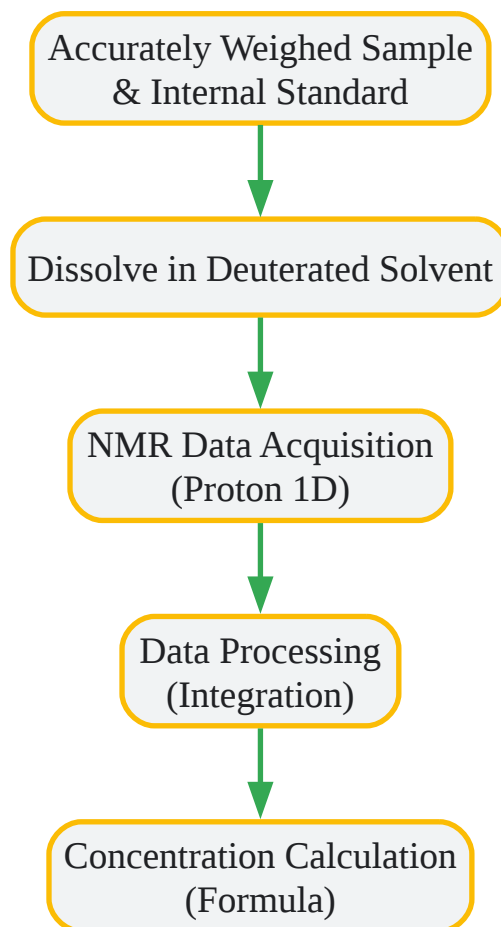 Accurately Weighed Sample
& Internal Standard
Dissolve in Deuterated Solvent
NMR Data Acquisition
(Proton 1D)
Data Processing
(Integration)
Concentration Calculation
(Formula)